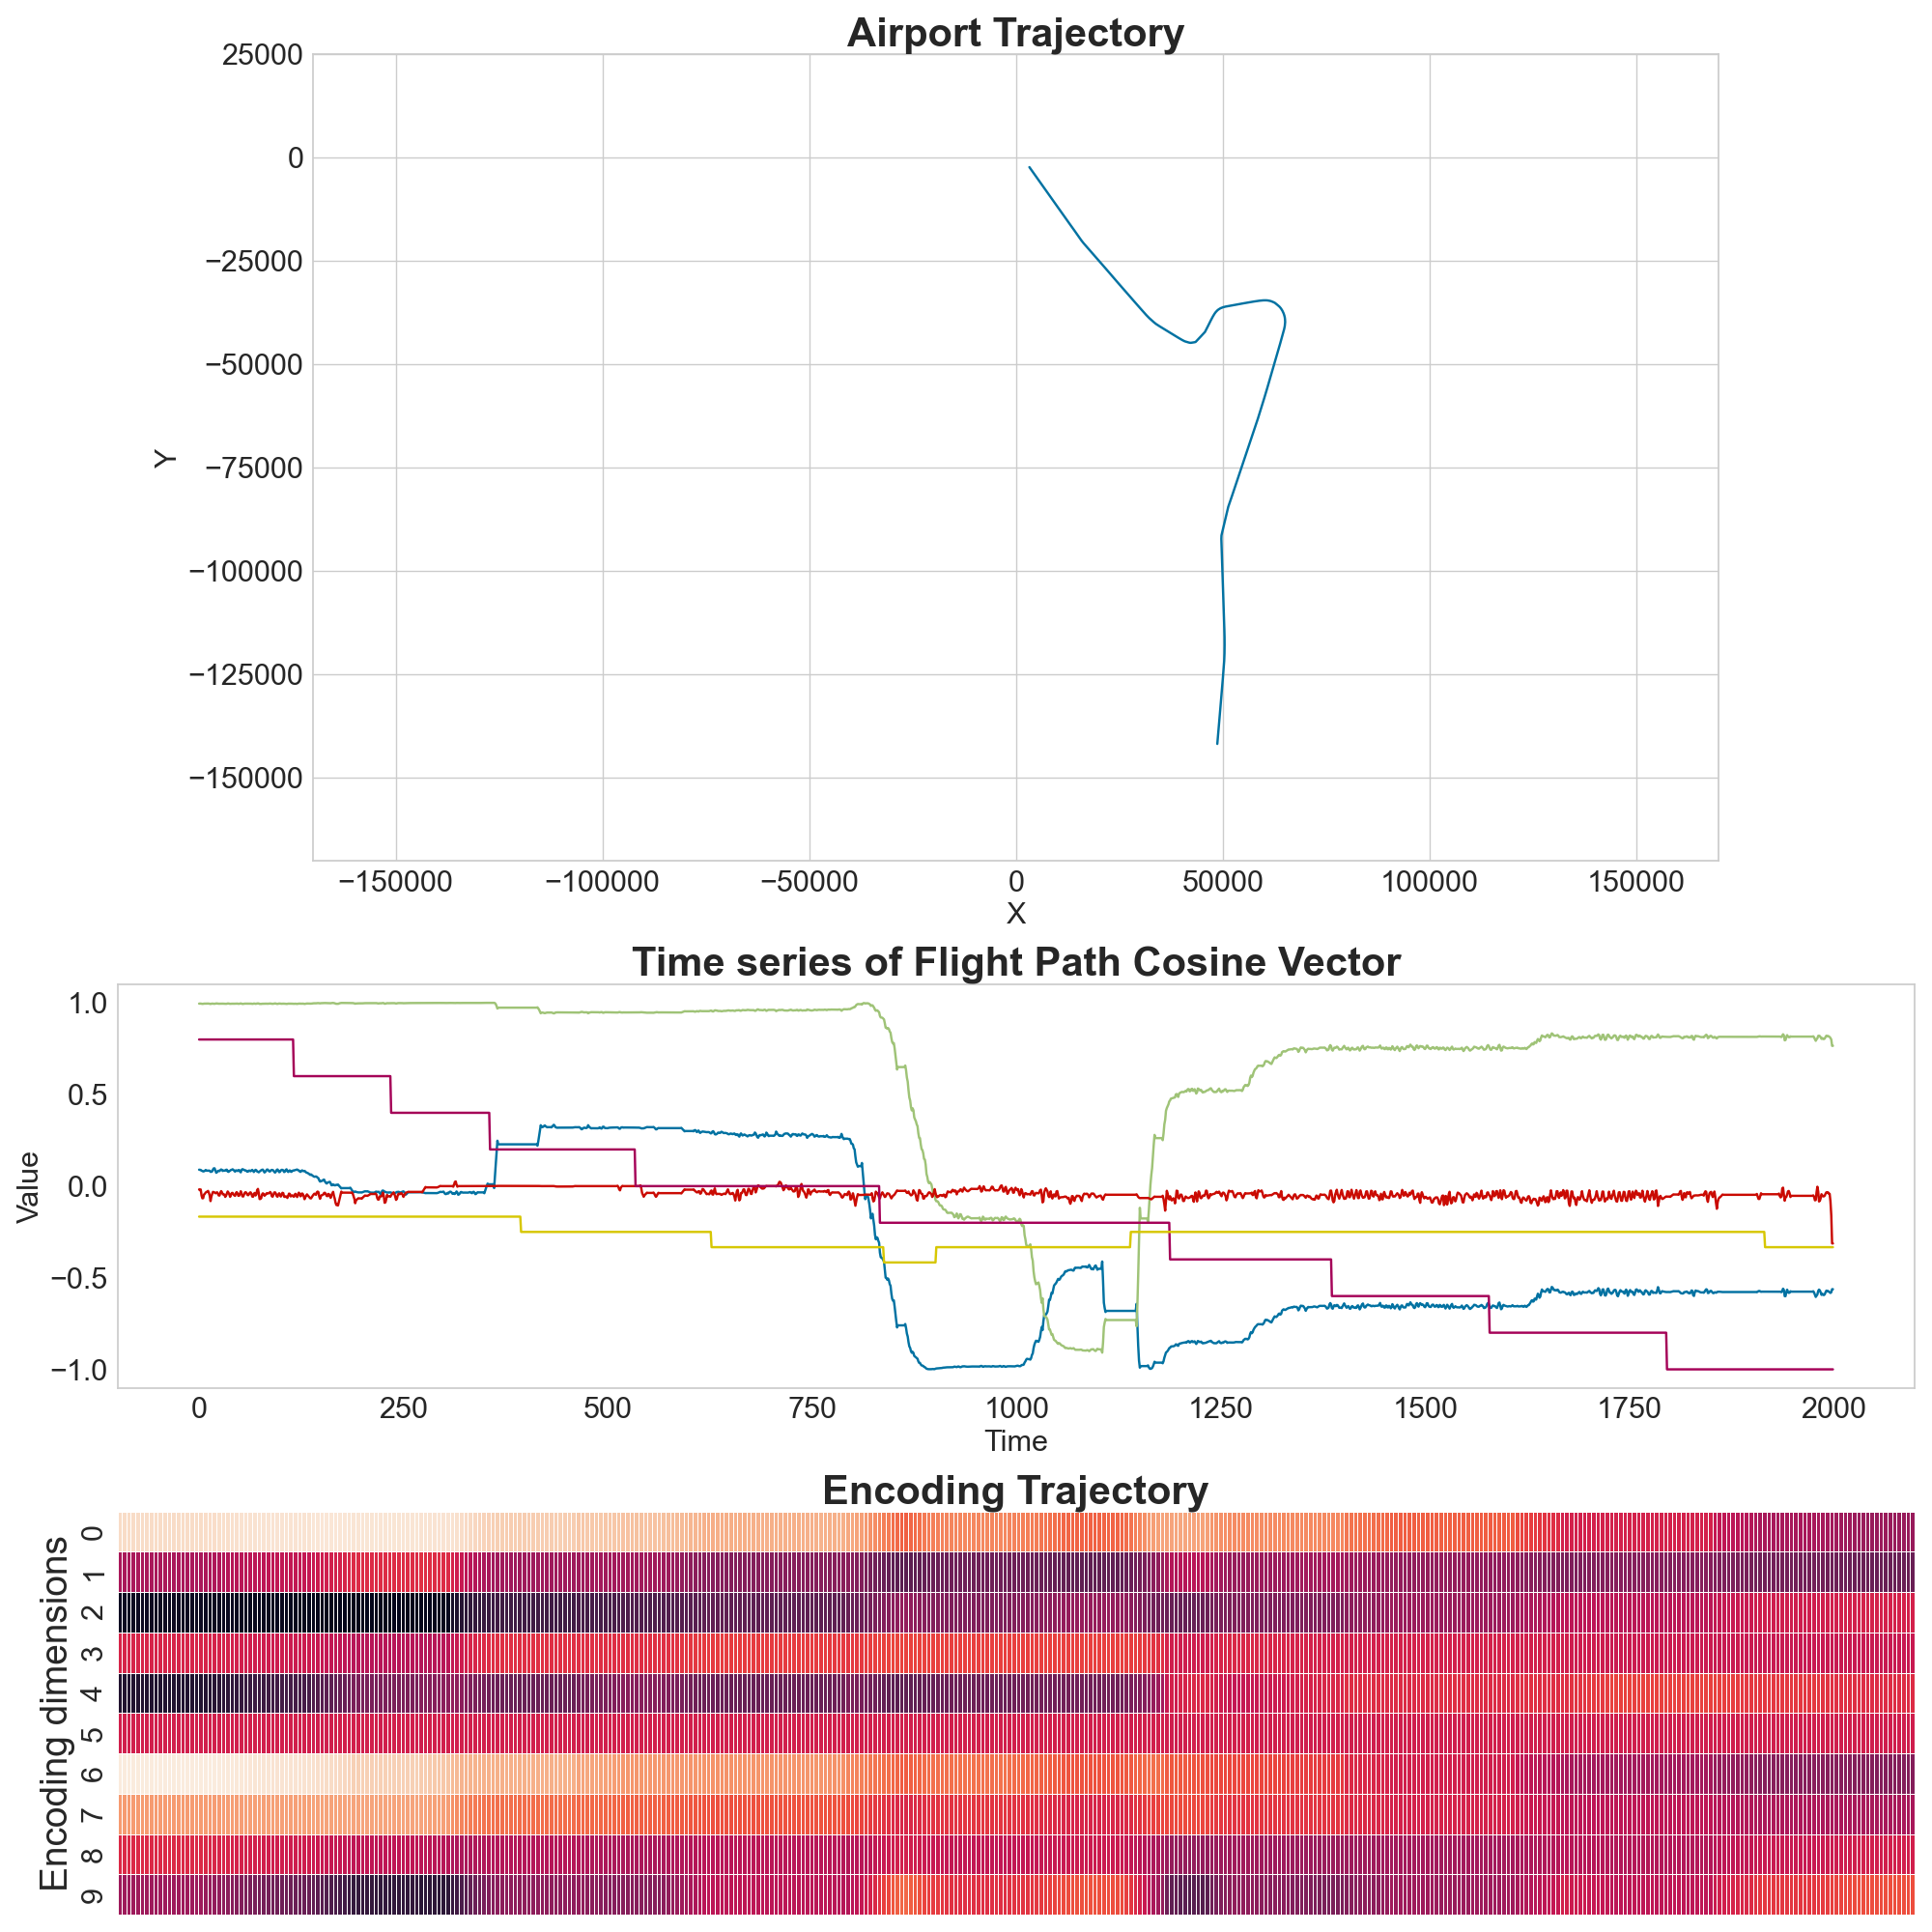 Airport Trajectory
25000
0
−25000
−50000
−75000
−100000
−125000
−150000
Y
−150000 −100000 −50000 0 50000 100000 150000
X
Time series of Flight Path Cosine Vector
1.0
0.5
0.0
−0.5
−1.0
Value
0 250 500 750 1000 1250 1500 1750 2000
Time
Encoding Trajectory
Encoding dimensions
0
1
2
3
4
5
6
7
8
9